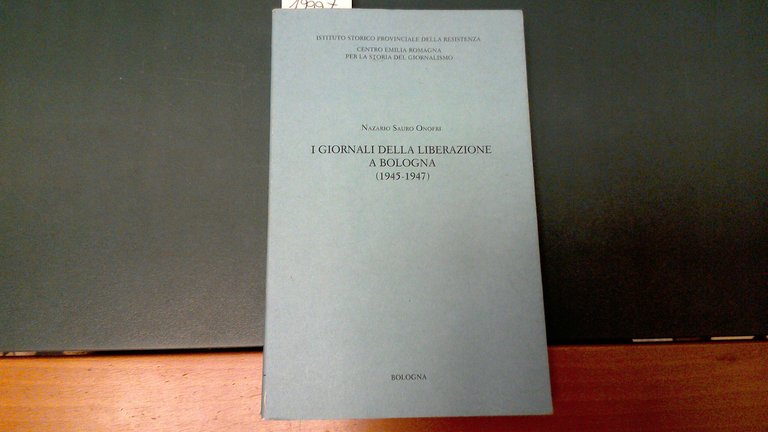 ISTITUTO STORICO PROVINCIALE DELLA RESISTENZA
CENTRO EMILIA ROMAGNA
PER LA STORIA DEL GIORNALISMO
NAZARIO SAURO ONOFRI
I GIORNALI DELLA LIBERAZIONE
A BOLOGNA
(1945-1947)
BOLOGNA